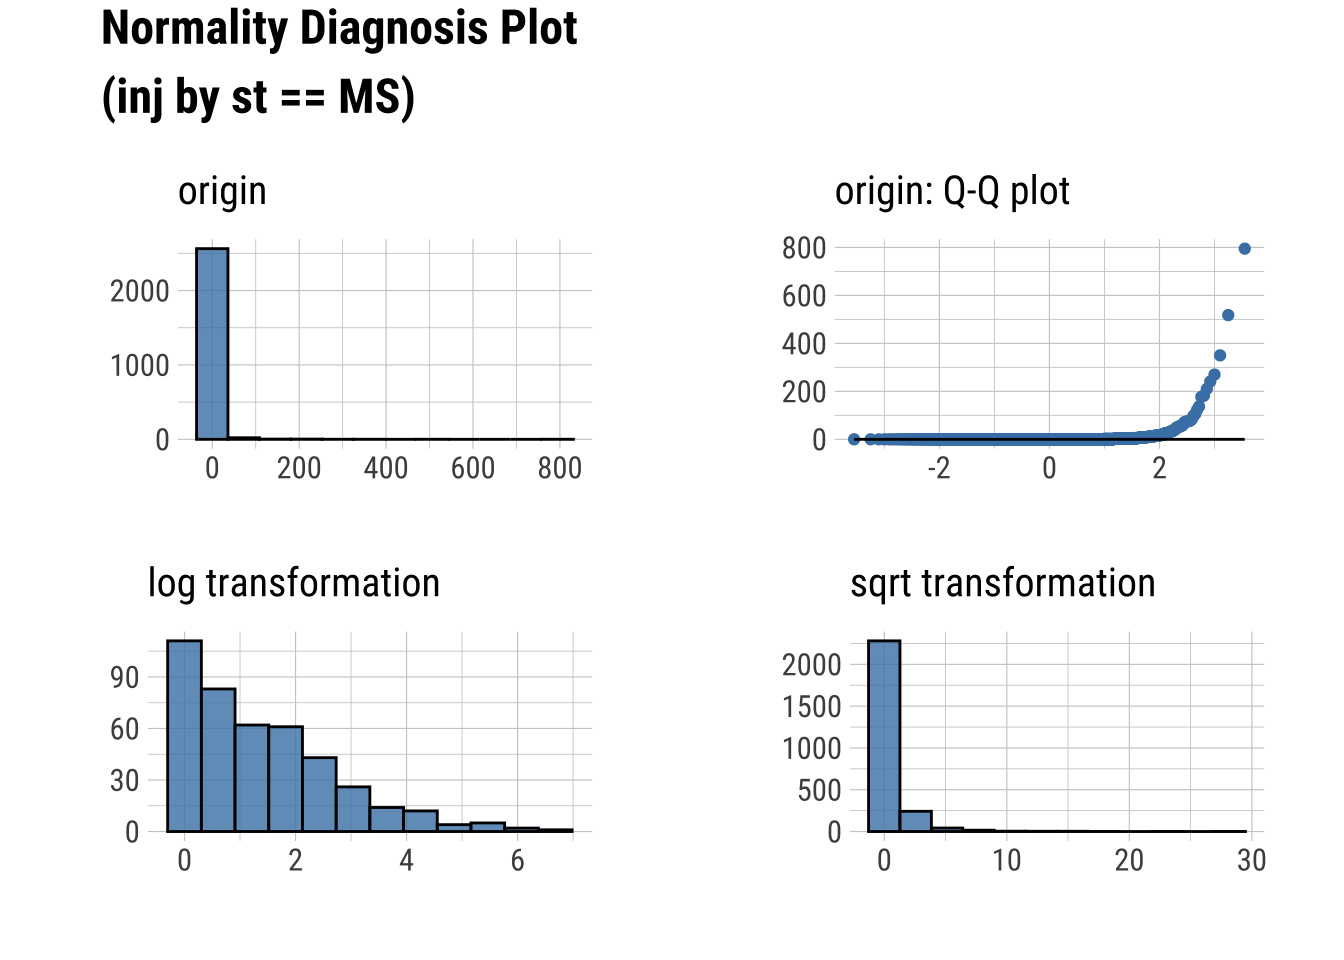 Normality Diagnosis Plot
(inj by st == MS)
origin
2000
1000
0
0 200 400 600 800
origin: Q-Q plot
800
600
400
200
0
-2 0 2
log transformation
90
60
30
0
0 2 4 6
sqrt transformation
2000
1500
1000
500
0
0 10 20 30